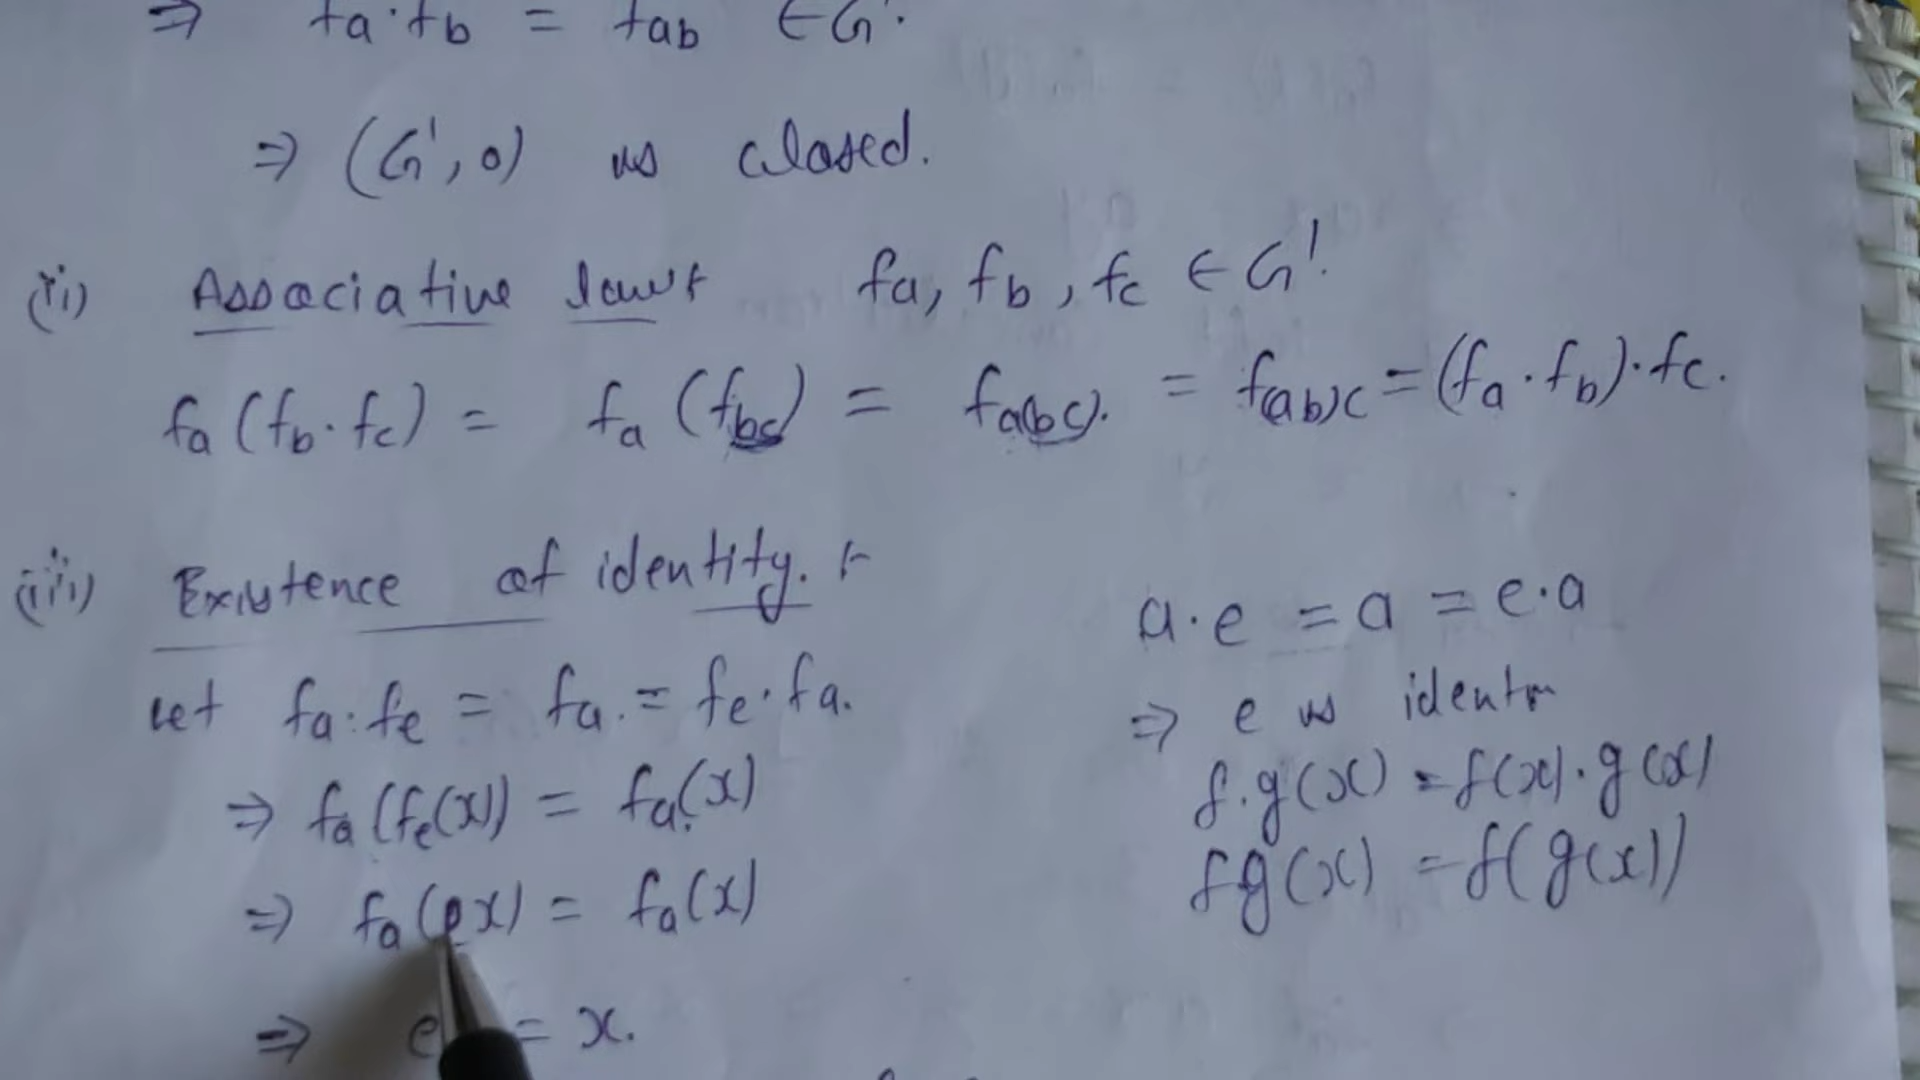 ⇒ fa·fb = fab ∈ G'.
⇒ (G', o) is closed.
(ii) Associative law:- fa, fb, fc ∈ G'.
fa (fb·fc) = fa (fbc) = fa(bc). = f(ab)c = (fa·fb)·fc.
(iii) Existence of identity. :-
a·e = a = e·a
let fa·fe = fa. = fe·fa.
⇒ e is identi
⇒ fa (fe(x)) = fa(x)
f·g(x) = f(x)·g(x)
⇒ fa(ex) = fa(x)
fg(x) = f(g(x))
⇒ e = x.